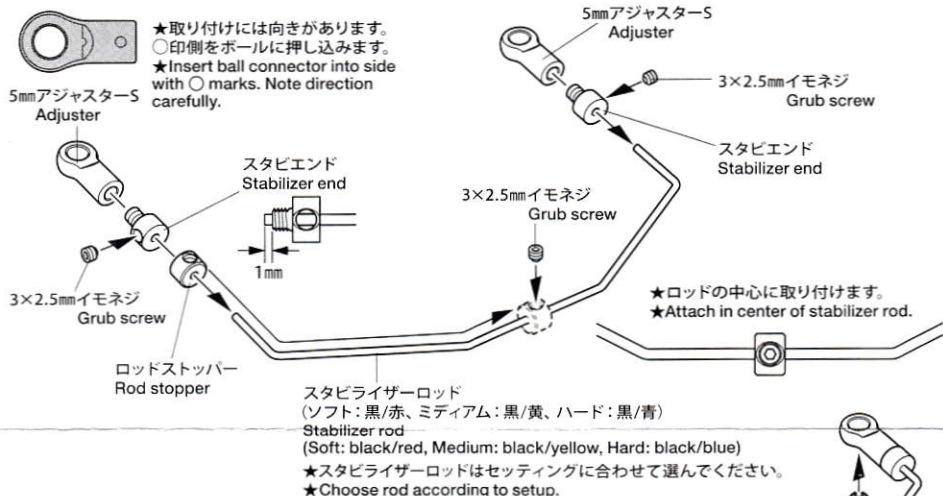 ★取り付けには向きがあります。
○印側をボールに押し込みます。
★Insert ball connector into side
with ○ marks. Note direction
carefully.
5㎜アジャスターS
Adjuster
5㎜アジャスターS
Adjuster
3×2.5㎜イモネジ
Grub screw
スタビエンド
Stabilizer end
スタビエンド
Stabilizer end
3×2.5㎜イモネジ
Grub screw
1㎜
3×2.5㎜イモネジ
Grub screw
★ロッドの中心に取り付けます。
★Attach in center of stabilizer rod.
ロッドストッパー
Rod stopper
スタビライザーロッド
(ソフト：黒/赤、ミディアム：黒/黄、ハード：黒/青)
Stabilizer rod
(Soft: black/red, Medium: black/yellow, Hard: black/blue)
★スタビライザーロッドはセッティングに合わせて選んでください。
★Choose rod according to setup.